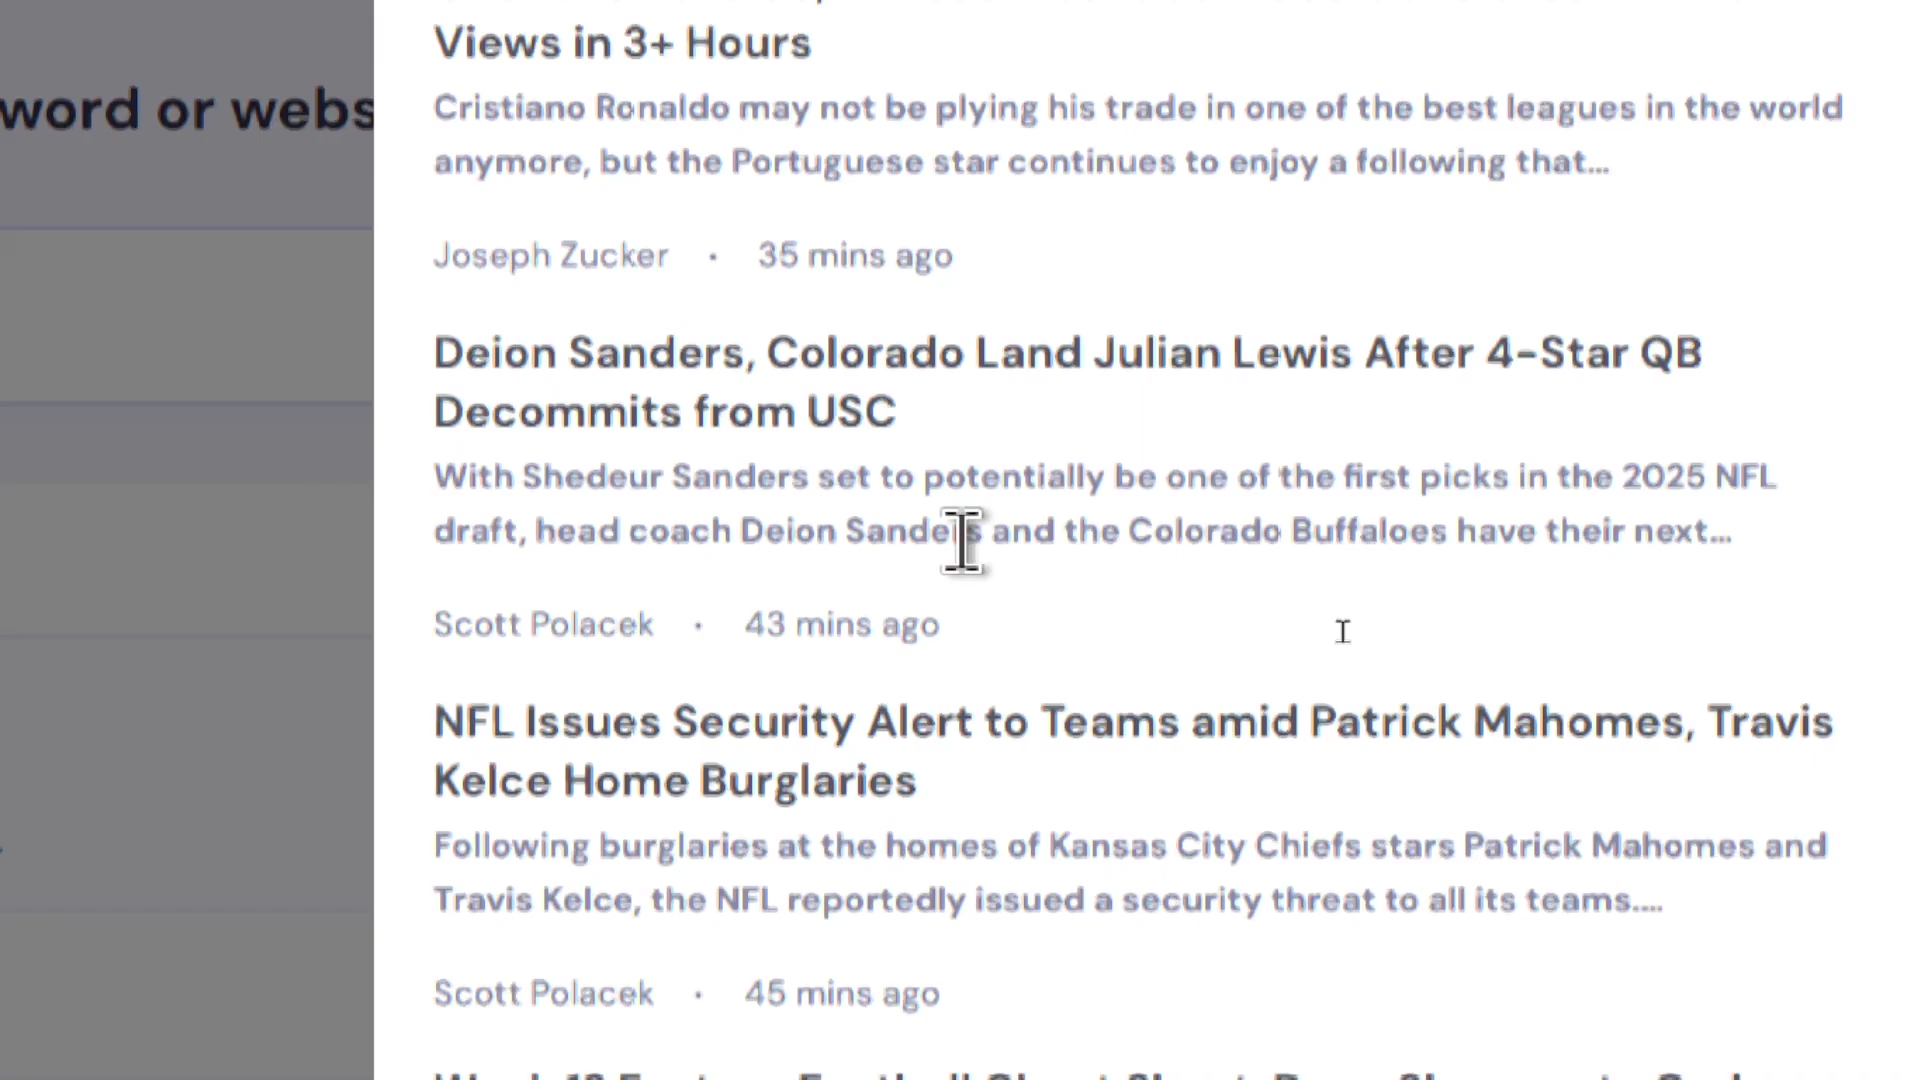 Views in 3+ Hours
word or webs
Cristiano Ronaldo may not be plying his trade in one of the best leagues in the world
anymore, but the Portuguese star continues to enjoy a following that...
Joseph Zucker · 35 mins ago
Deion Sanders, Colorado Land Julian Lewis After 4-Star QB
Decommits from USC
With Shedeur Sanders set to potentially be one of the first picks in the 2025 NFL
draft, head coach Deion Sanders and the Colorado Buffaloes have their next...
Scott Polacek · 43 mins ago
NFL Issues Security Alert to Teams amid Patrick Mahomes, Travis
Kelce Home Burglaries
Following burglaries at the homes of Kansas City Chiefs stars Patrick Mahomes and
Travis Kelce, the NFL reportedly issued a security threat to all its teams....
Scott Polacek · 45 mins ago